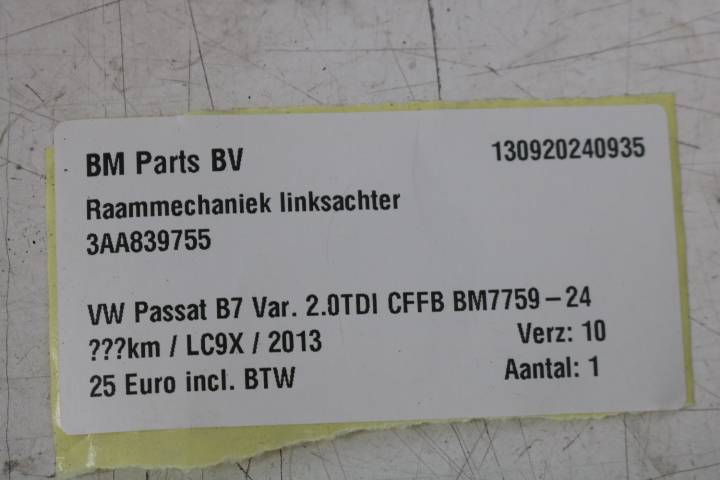 BM Parts BV 130920240935
Raammechaniek linksachter
3AA839755
VW Passat B7 Var. 2.0TDI CFFB BM7759-24
???km / LC9X / 2013 Verz: 10
25 Euro incl. BTW Aantal: 1